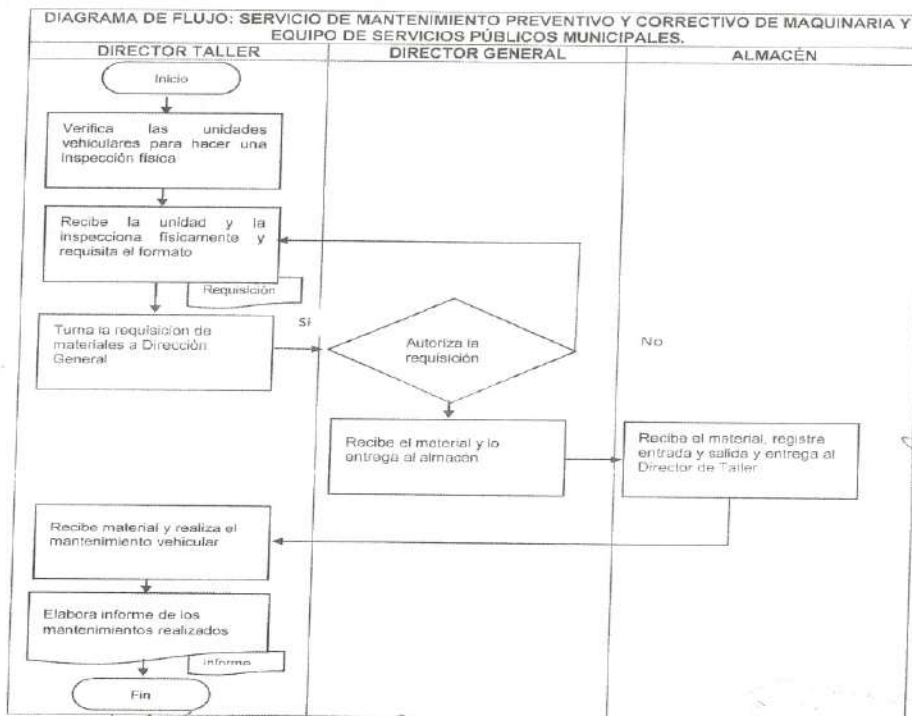 DIAGRAMA DE FLUJO: SERVICIO DE MANTENIMIENTO PREVENTIVO Y CORRECTIVO DE MAQUINARIA Y
EQUIPO DE SERVICIOS PÚBLICOS MUNICIPALES.
DIRECTOR TALLER
DIRECTOR GENERAL
ALMACÉN
Inicio
Verifica las unidades
vehiculares para hacer una
inspección física
Recibe la unidad y la
inspecciona físicamente y
requisita el formato
Requisición
Turna la requisicion de
materiales a Dirección
General
Si
Autoriza la
requisición
No
Recibe el material y lo
entrega al almacén
Recibe el material, registra
entrada y salida y entrega al
Director de Taller
Recibe material y realiza el
mantenimiento vehicular
Elabora informe de los
mantenimientos realizados
Informe
Fin